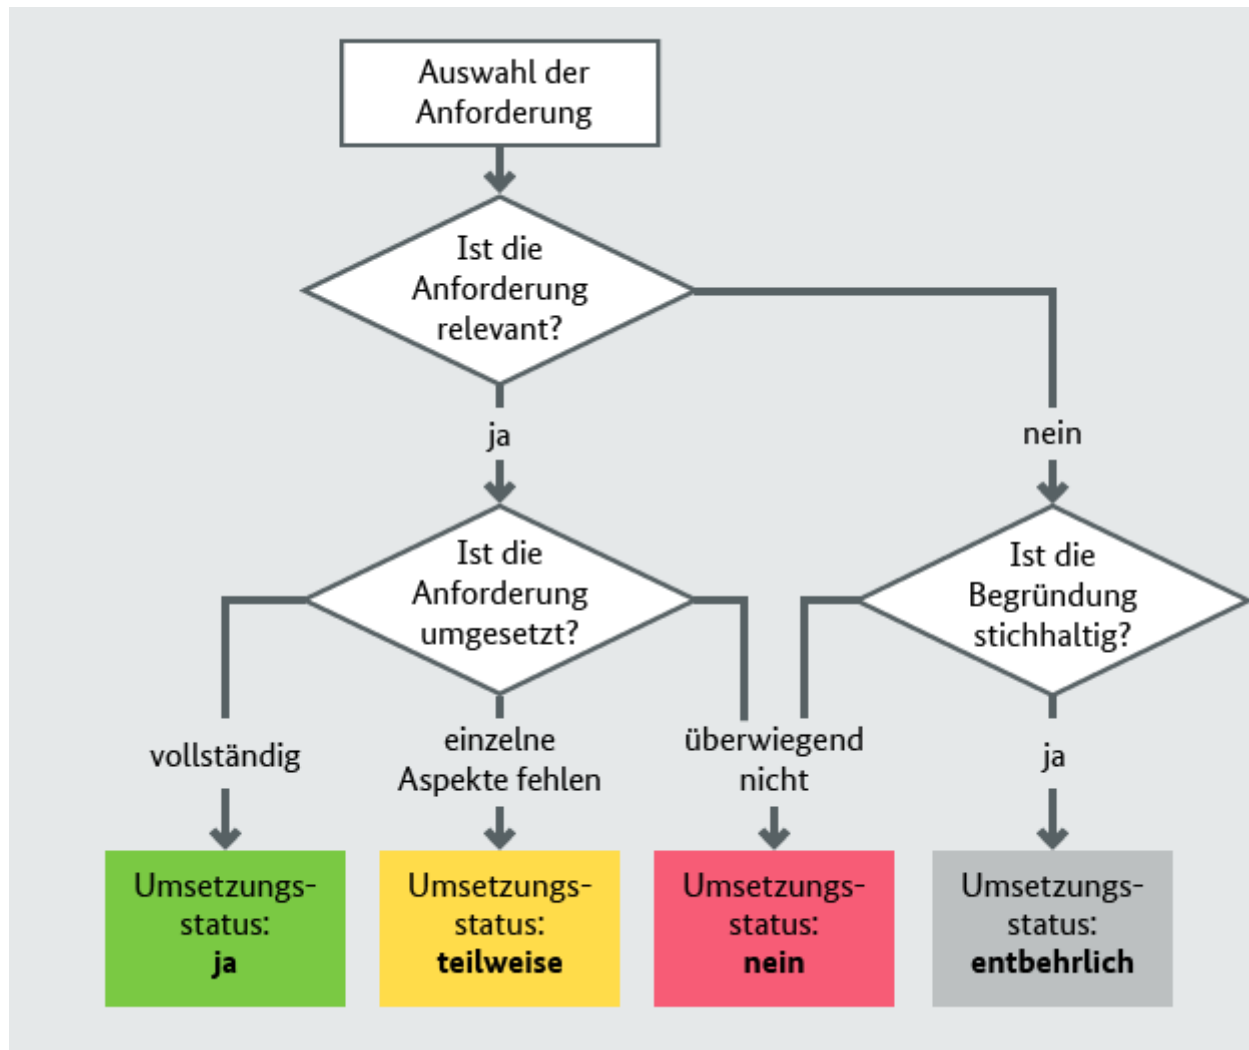 Auswahl der
Anforderung
Ist die
Anforderung
relevant?
ja
nein
Ist die
Anforderung
umgesetzt?
Ist die
Begründung
stichhaltig?
vollständig
einzelne
Aspekte fehlen
überwiegend
nicht
ja
Umsetzungs-
status:
ja
Umsetzungs-
status:
teilweise
Umsetzungs-
status:
nein
Umsetzungs-
status:
entbehrlich